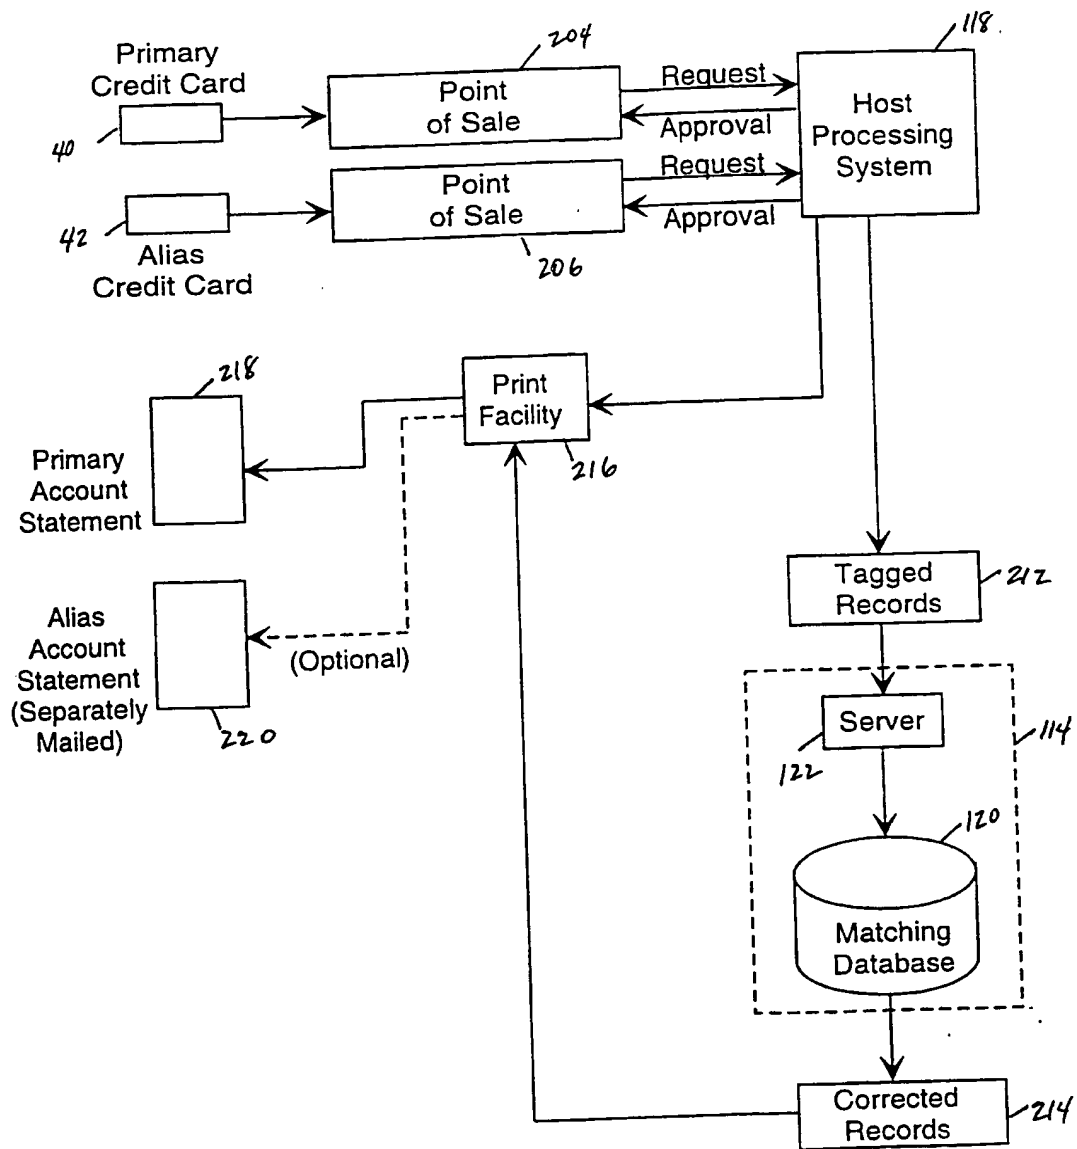 Primary
Credit Card
40
204
Point
of Sale
Request
Approval
118
Host
Processing
System
42
Alias
Credit Card
Point
of Sale
206
Request
Approval
218
Primary
Account
Statement
Print
Facility
216
Alias
Account
Statement
(Separately
Mailed)
220
(Optional)
Tagged
Records
212
Server
122
114
120
Matching
Database
Corrected
Records
214